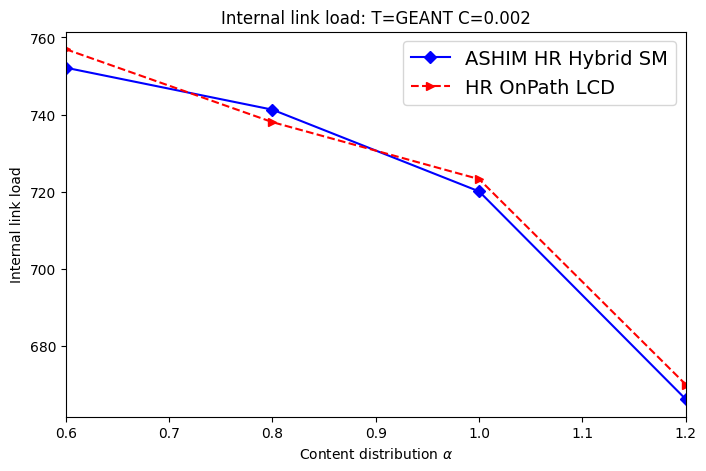 Internal link load: T=GEANT C=0.002
ASHIM HR Hybrid SM
HR OnPath LCD
Internal link load
760
740
720
700
680
0.6 0.7 0.8 0.9 1.0 1.1 1.2
Content distribution α